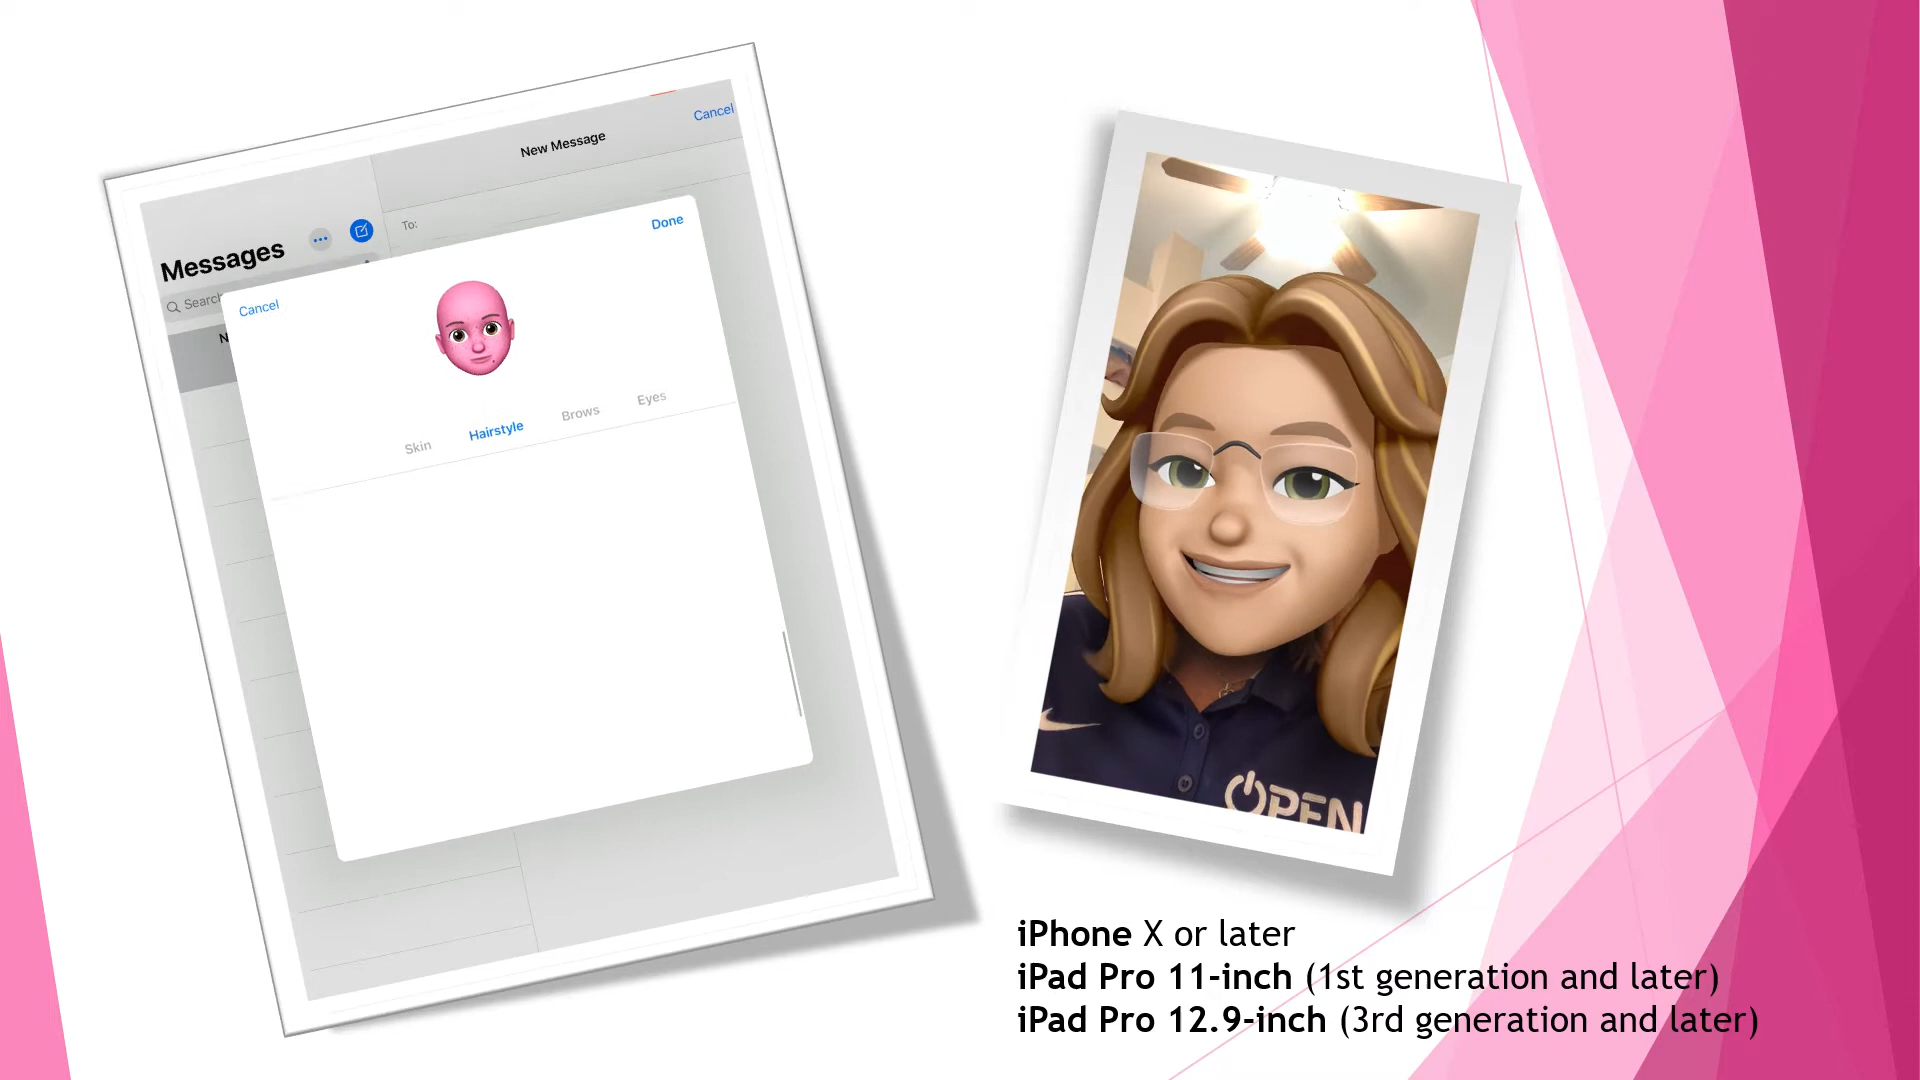 Cancel
New Message
To:
Messages
Search
N
Cancel
Done
Skin
Hairstyle
Brows
Eyes
OPEN
iPhone X or later
iPad Pro 11-inch (1st generation and later)
iPad Pro 12.9-inch (3rd generation and later)